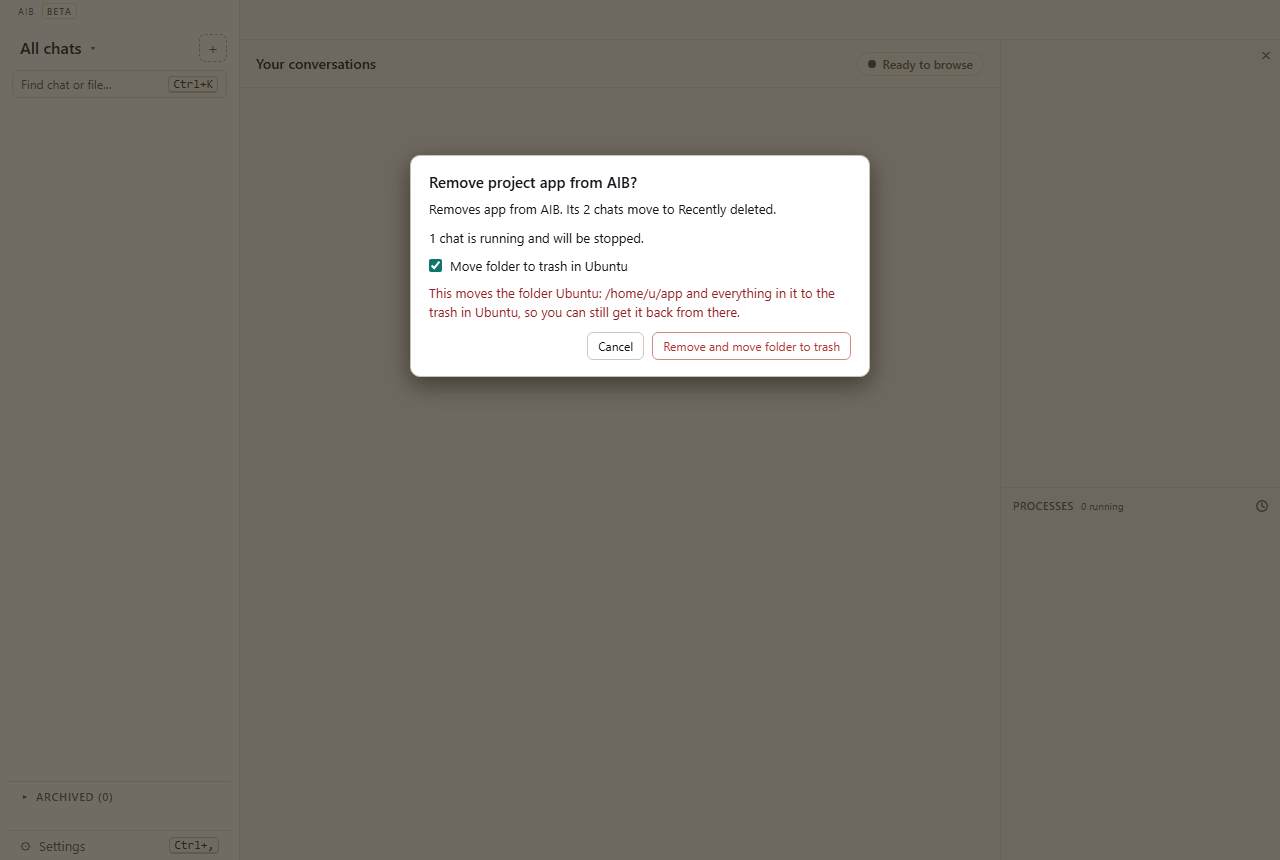 AIB BETA
All chats
+
Find chat or file... Ctrl+K
Your conversations
Ready to browse
×
Remove project app from AIB?
Removes app from AIB. Its 2 chats move to Recently deleted.
1 chat is running and will be stopped.
Move folder to trash in Ubuntu
This moves the folder Ubuntu: /home/u/app and everything in it to the
trash in Ubuntu, so you can still get it back from there.
Cancel
Remove and move folder to trash
PROCESSES 0 running
ARCHIVED (0)
Settings Ctrl+,